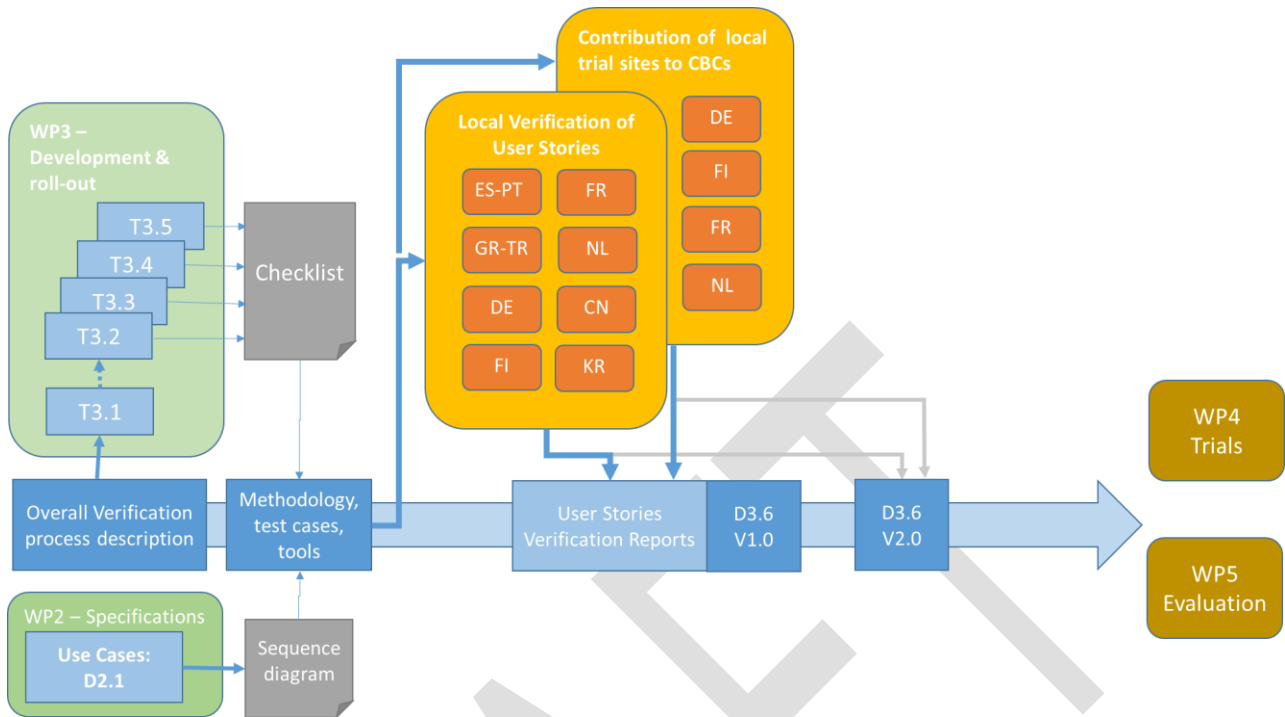 Contribution of local
trial sites to CBCs
DE
FI
FR
NL
Local Verification of
User Stories
ES-PT
FR
GR-TR
NL
DE
CN
FI
KR
WP3 –
Development &
roll-out
T3.5
T3.4
T3.3
T3.2
T3.1
Checklist
Overall Verification
process description
Methodology,
test cases,
tools
User Stories
Verification Reports
D3.6
V1.0
D3.6
V2.0
WP4
Trials
WP5
Evaluation
WP2 – Specifications
Use Cases:
D2.1
Sequence
diagram